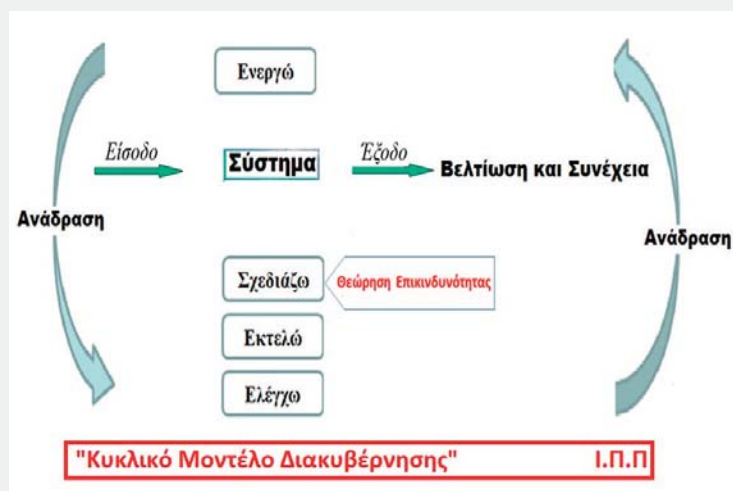 Ενεργώ
Είσοδο
Σύστημα
Έξοδο
Βελτίωση και Συνέχεια
Ανάδραση
Ανάδραση
Σχεδιάζω
Θεώρηση Επικινδυνότητας
Εκτελώ
Ελέγχω
"Κυκλικό Μοντέλο Διακυβέρνησης" Ι.Π.Π